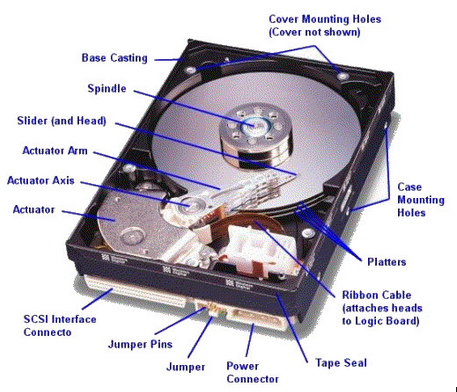 Cover Mounting Holes
(Cover not shown)
Base Casting
Spindle
Slider (and Head)
Actuator Arm
Actuator Axis
Actuator
Case
Mounting
Holes
Platters
Ribbon Cable
(attaches heads
to Logic Board)
SCSI Interface
Connecto
Jumper Pins
Jumper
Power
Connector
Tape Seal